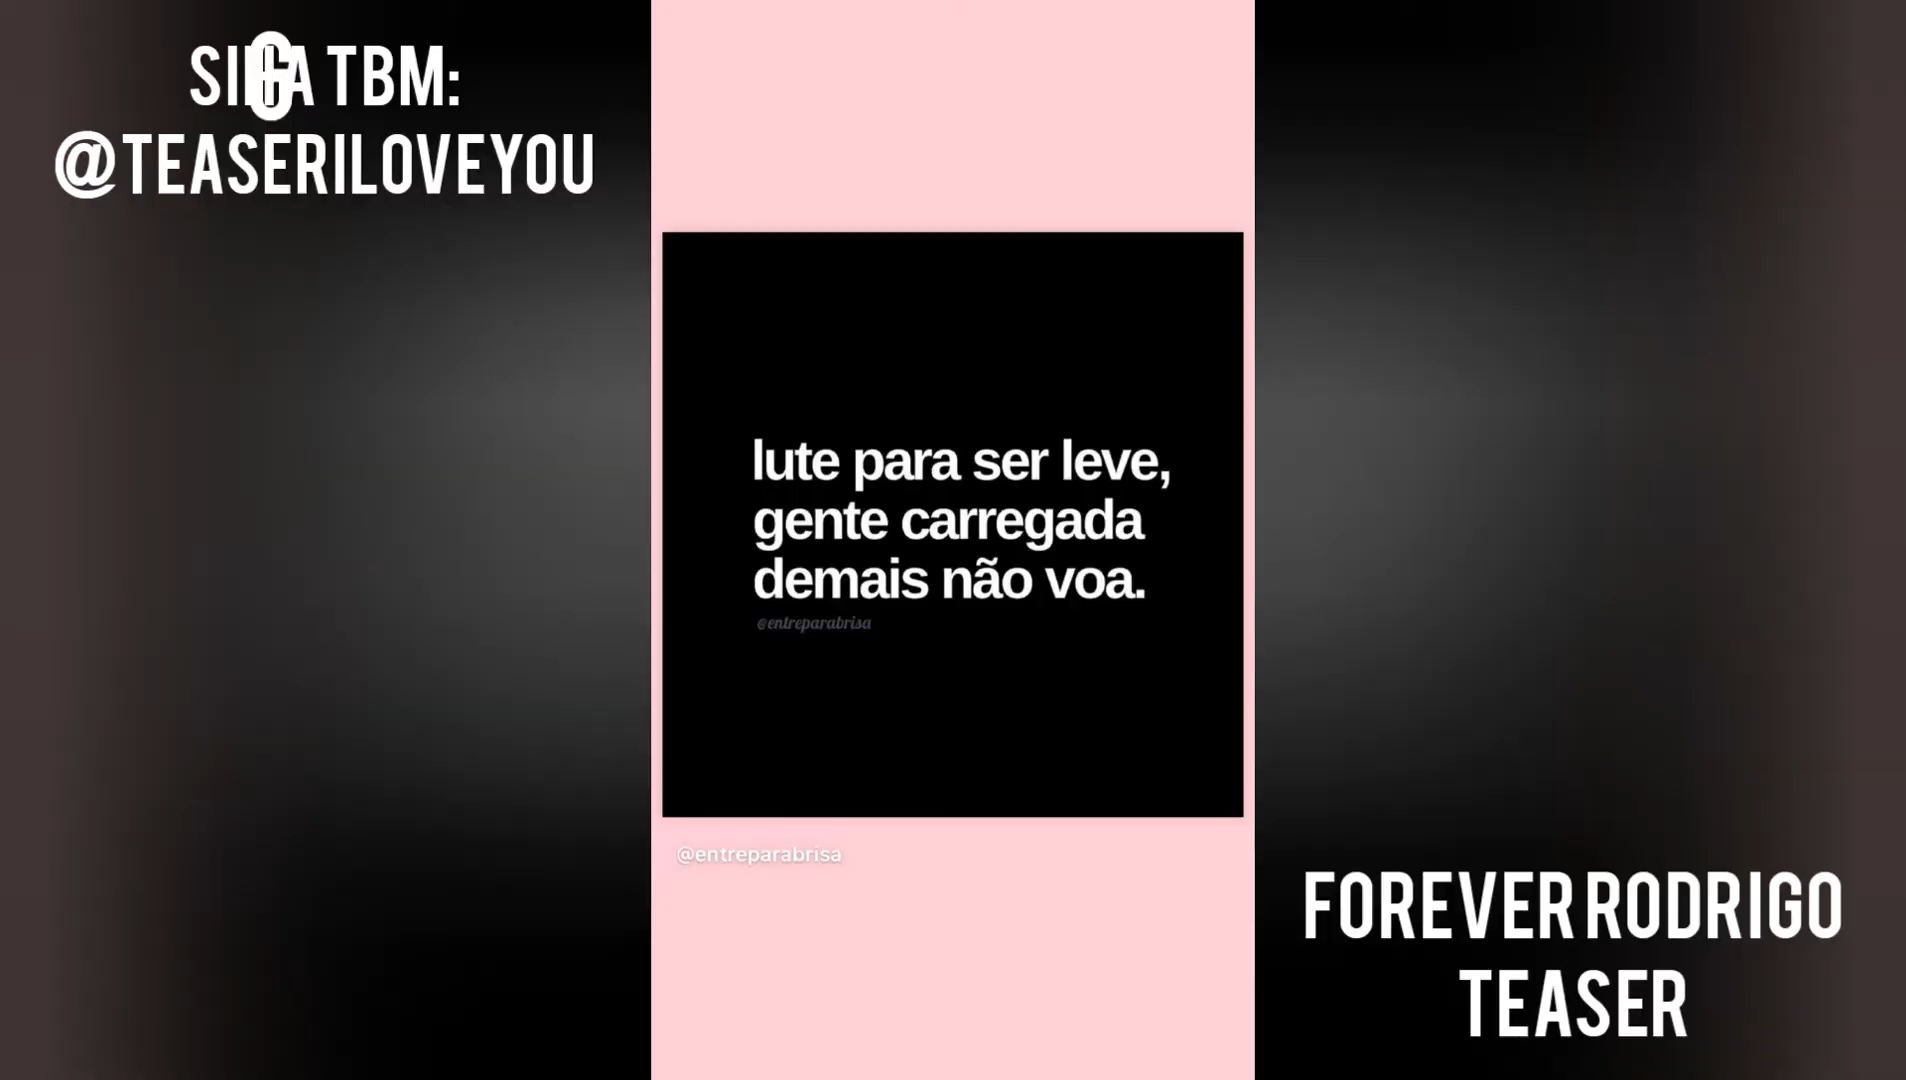 SIGA TBM:
@TEASERILOVEYOU
lute para ser leve,
gente carregada
demais não voa.
@entreparabrisa
@entreparabrisa
FOREVER RODRIGO
TEASER